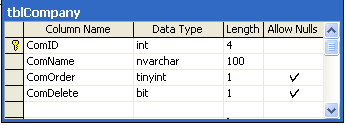 tblCompany
Column Name Data Type Length Allow Nulls
ComID int 4
ComName nvarchar 100
ComOrder tinyint 1 ✓
ComDelete bit 1 ✓